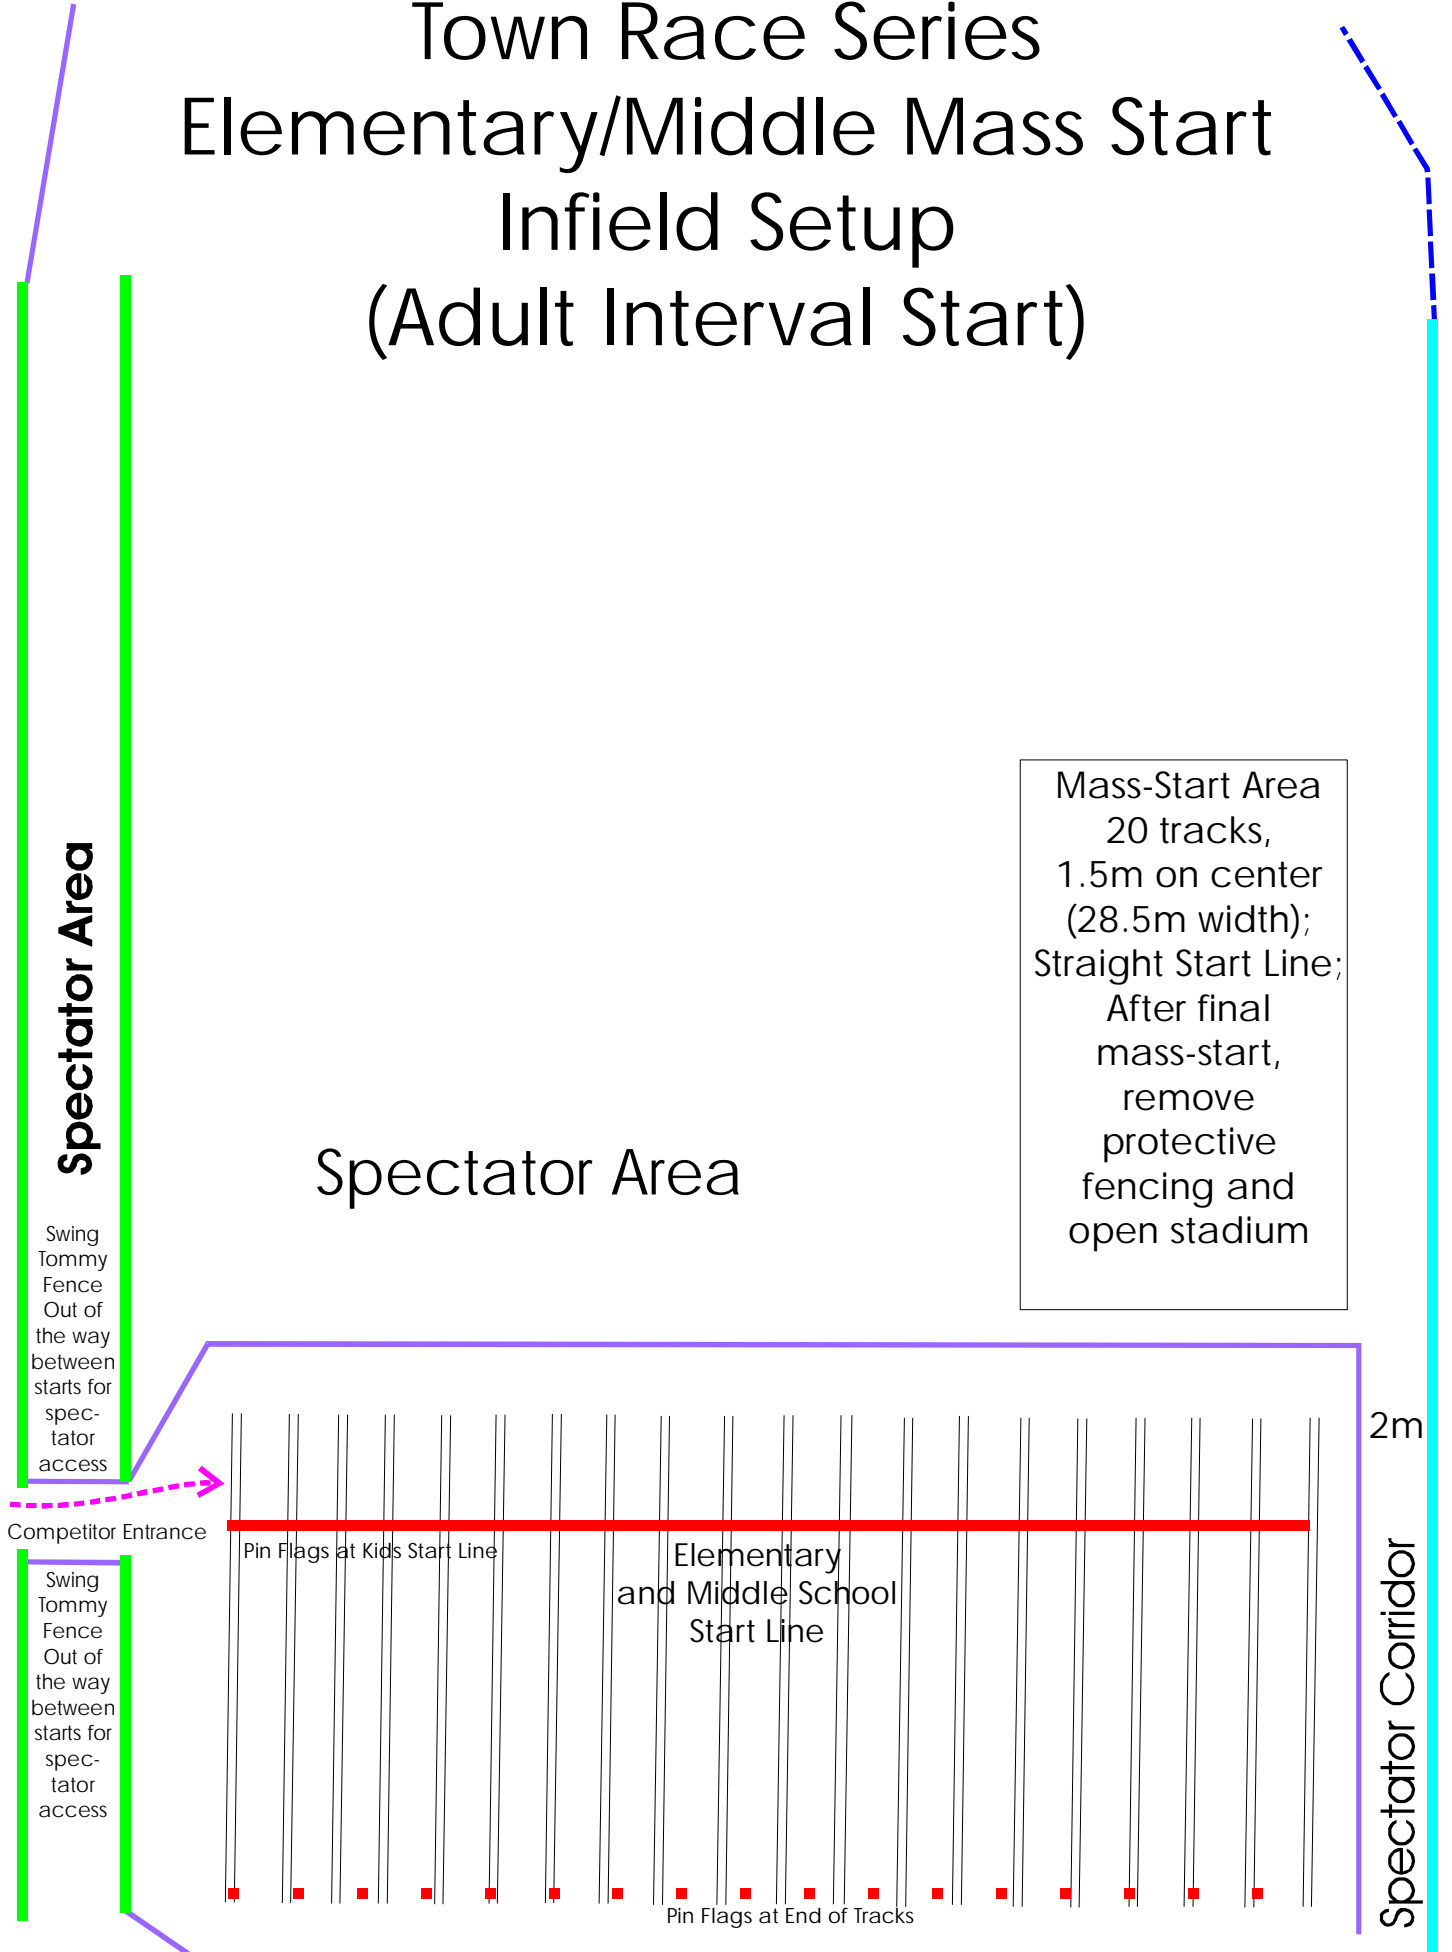 Town Race Series
Elementary/Middle Mass Start
Infield Setup
(Adult Interval Start)
Mass-Start Area
20 tracks,
1.5m on center
(28.5m width);
Straight Start Line;
After final
mass-start,
remove
protective
fencing and
open stadium
Spectator Area
Spectator Area
Swing
Tommy
Fence
Out of
the way
between
starts for
spec-
tator
access
2m
Competitor Entrance
Pin Flags at Kids Start Line
Elementary
and Middle School
Start Line
Swing
Tommy
Fence
Out of
the way
between
starts for
spec-
tator
access
Spectator Corridor
Pin Flags at End of Tracks